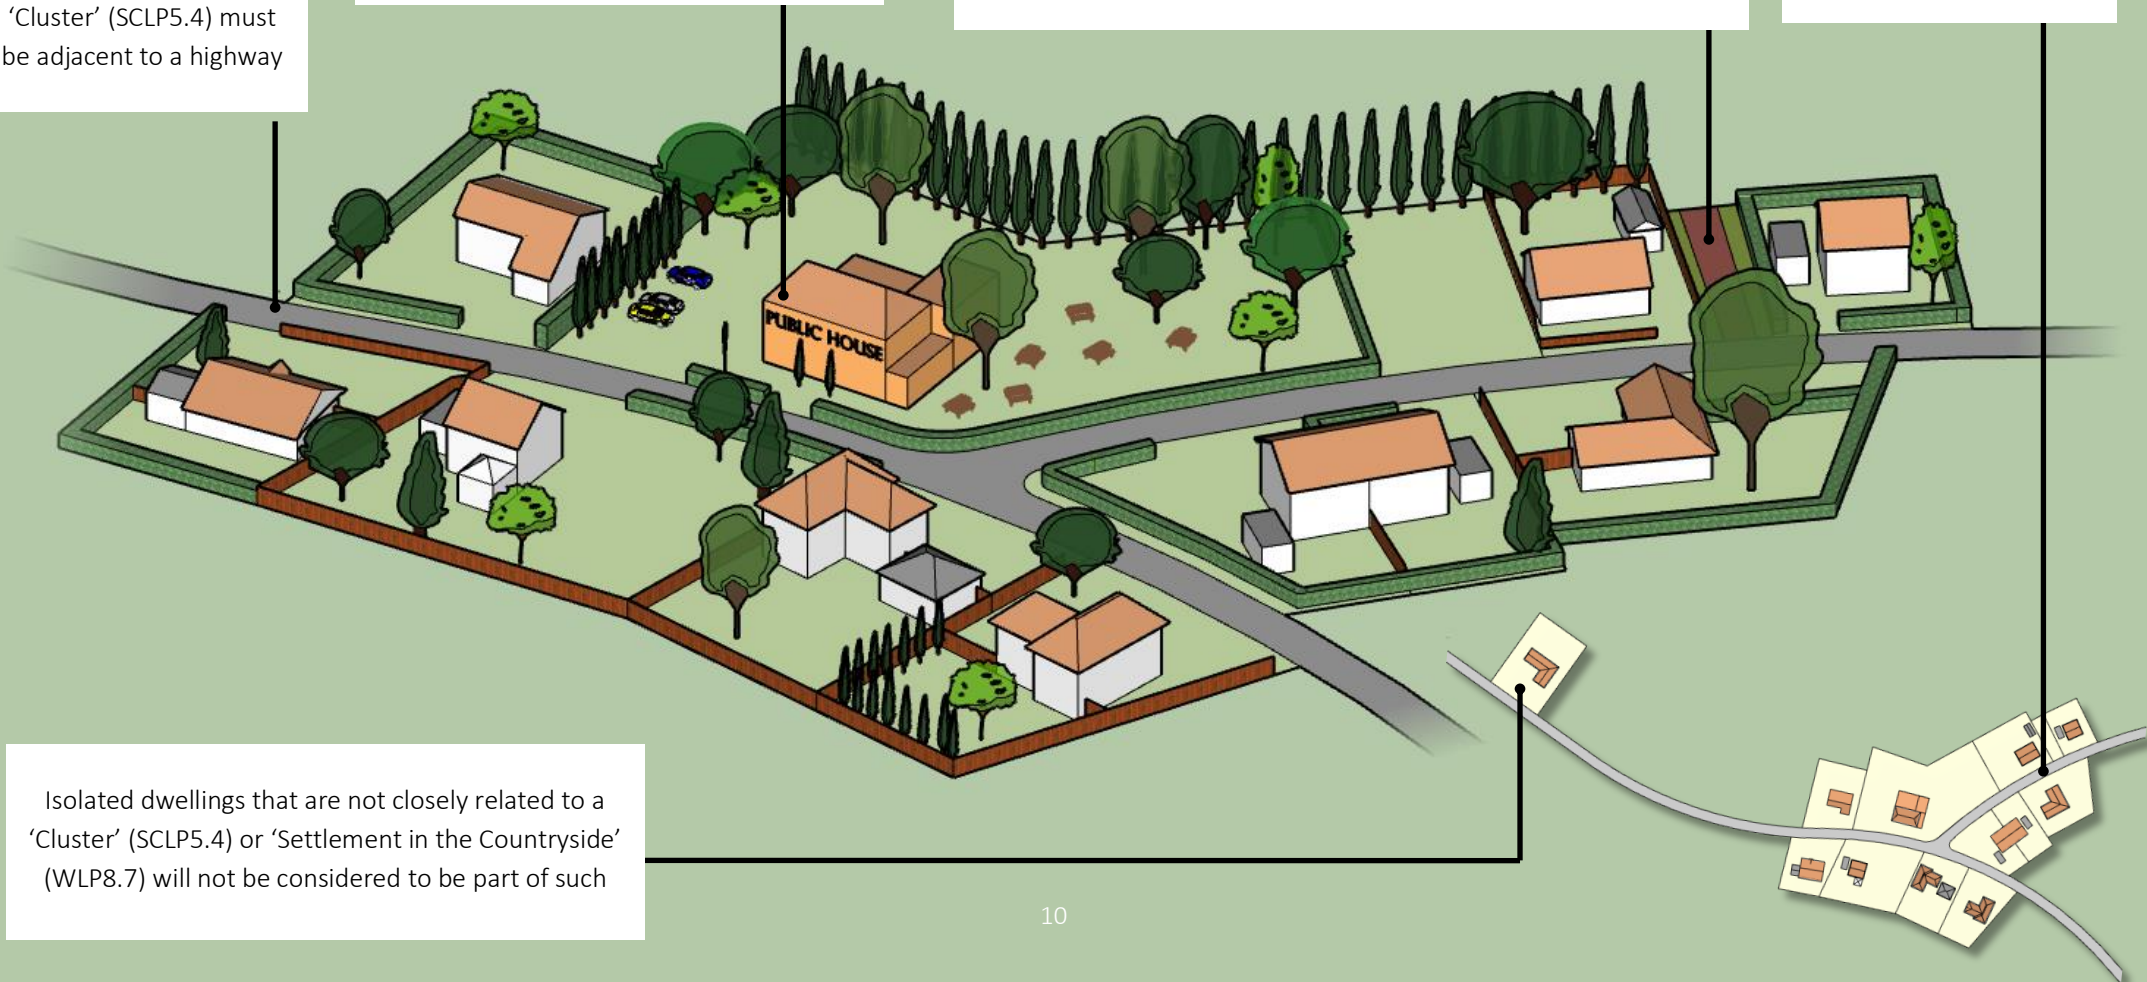 ‘Cluster’ (SCLP5.4) must
be adjacent to a highway
PUBLIC HOUSE
Isolated dwellings that are not closely related to a
‘Cluster’ (SCLP5.4) or ‘Settlement in the Countryside’
(WLP8.7) will not be considered to be part of such
10